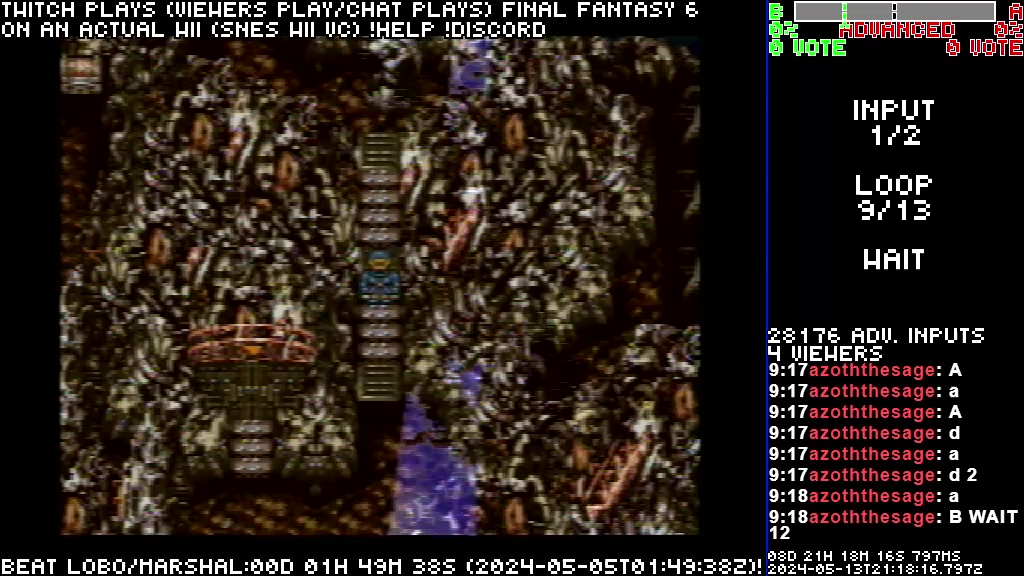 TWITCH PLAYS (VIEWERS PLAY/CHAT PLAYS) FINAL FANTASY 6
ON AN ACTUAL WII (SNES WII VC) !HELP !DISCORD
B A
0% ADVANCED 0%
0 VOTE 0 VOTE
INPUT
1/2
LOOP
9/13
WAIT
28176 ADV. INPUTS
4 VIEWERS
9:17azoththesage: A
9:17azoththesage: a
9:17azoththesage: A
9:17azoththesage: d
9:17azoththesage: a
9:17azoththesage: d 2
9:18azoththesage: a
9:18azoththesage: B WAIT
12
08D 21H 18M 16S 797MS
2024-05-13T21:18:16.797Z
BEAT LOBO/MARSHAL:00D 01H 49M 38S (2024-05-05T01:49:38Z)!